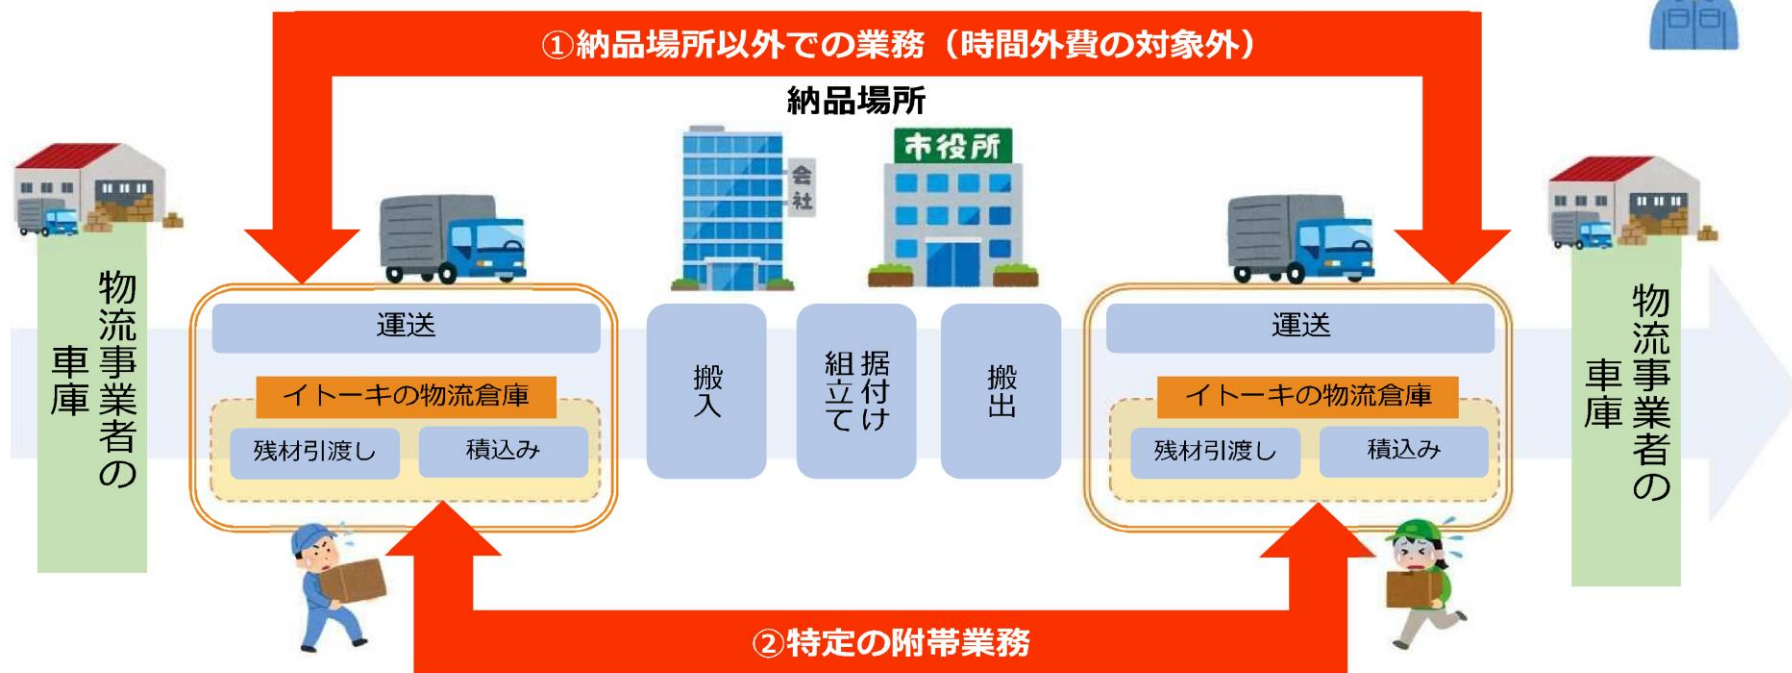 ①納品場所以外での業務（時間外費の対象外）
納品場所
会社
市役所
物流事業者の
車庫
運送
イトーキの物流倉庫
残材引渡し
積込み
搬入
据付け
組立て
搬出
運送
イトーキの物流倉庫
残材引渡し
積込み
物流事業者の
車庫
②特定の附帯業務